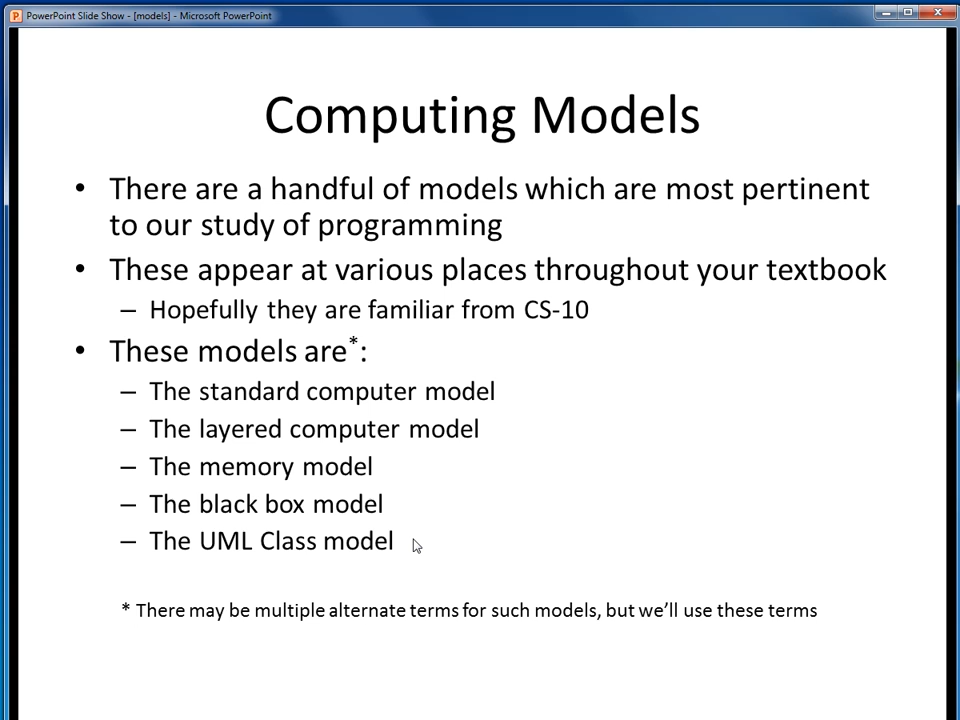 PowerPoint Slide Show - [models] - Microsoft PowerPoint
Computing Models
• There are a handful of models which are most pertinent
to our study of programming
• These appear at various places throughout your textbook
– Hopefully they are familiar from CS-10
• These models are*:
– The standard computer model
– The layered computer model
– The memory model
– The black box model
– The UML Class model
* There may be multiple alternate terms for such models, but we’ll use these terms